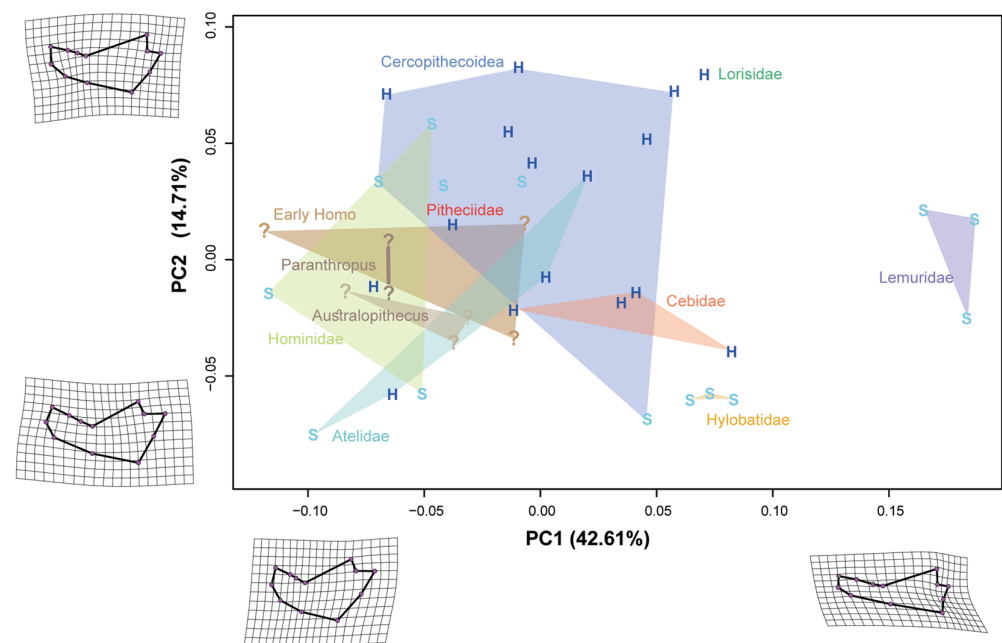 0.10
Cercopithecoidea
H
H
Lorisidae
H
H
S
H
H
0.05
H
S
S
S
H
S
S
Early Homo
Pitheciidae
?
H
?
PC2 (14.71%)
0.00
?
Paranthropus
H
Lemuridae
S
H
?
?
H
H
Cebidae
Australopithecus
H
?
S
Hominidae
?
?
H
−0.05
H
S
S
S
S
Hylobatidae
S
S
Atelidae
−0.10
−0.05
0.00
0.05
0.10
0.15
PC1 (42.61%)